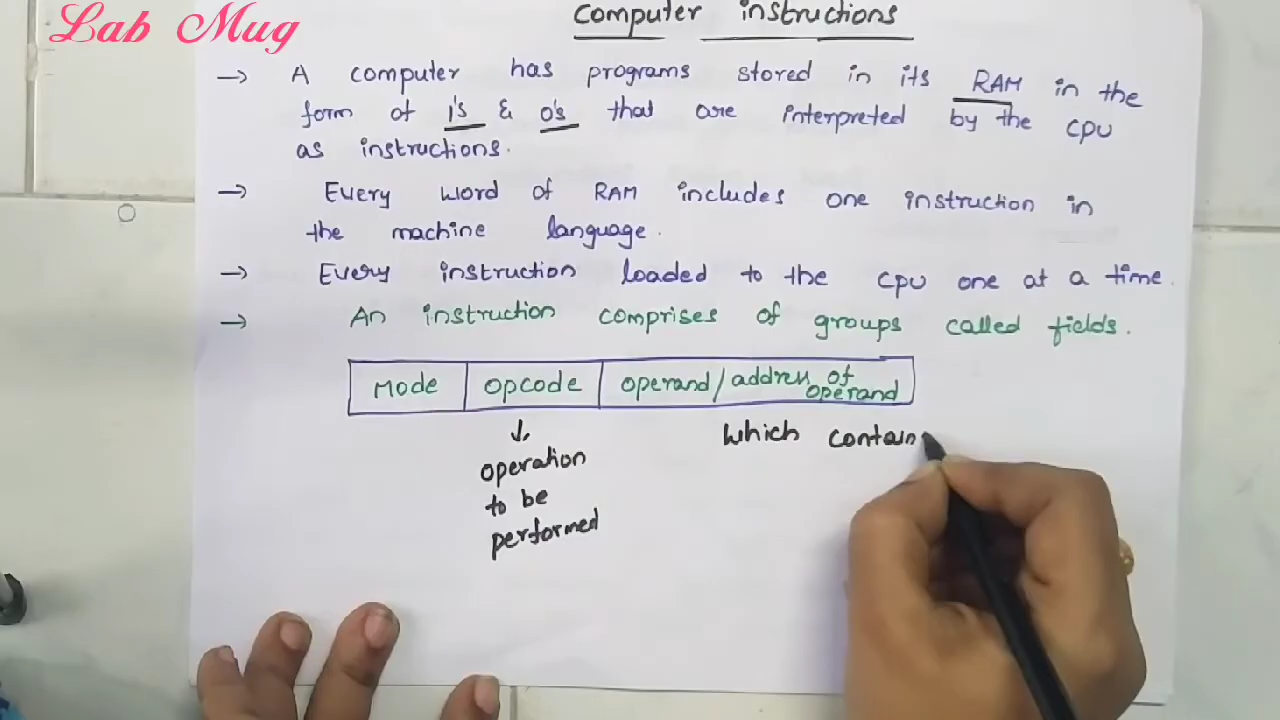 Lab Mug
Computer instructions
→ A computer has programs stored in its RAM in the
form of 1's & 0's that are interpreted by the CPU
as instructions.
→ Every word of RAM includes one instruction in
the machine language.
→ Every instruction loaded to the CPU one at a time.
→ An instruction comprises of groups called fields.
Mode opcode operand/address of
operand
↓
operation
to be
performed
which contain